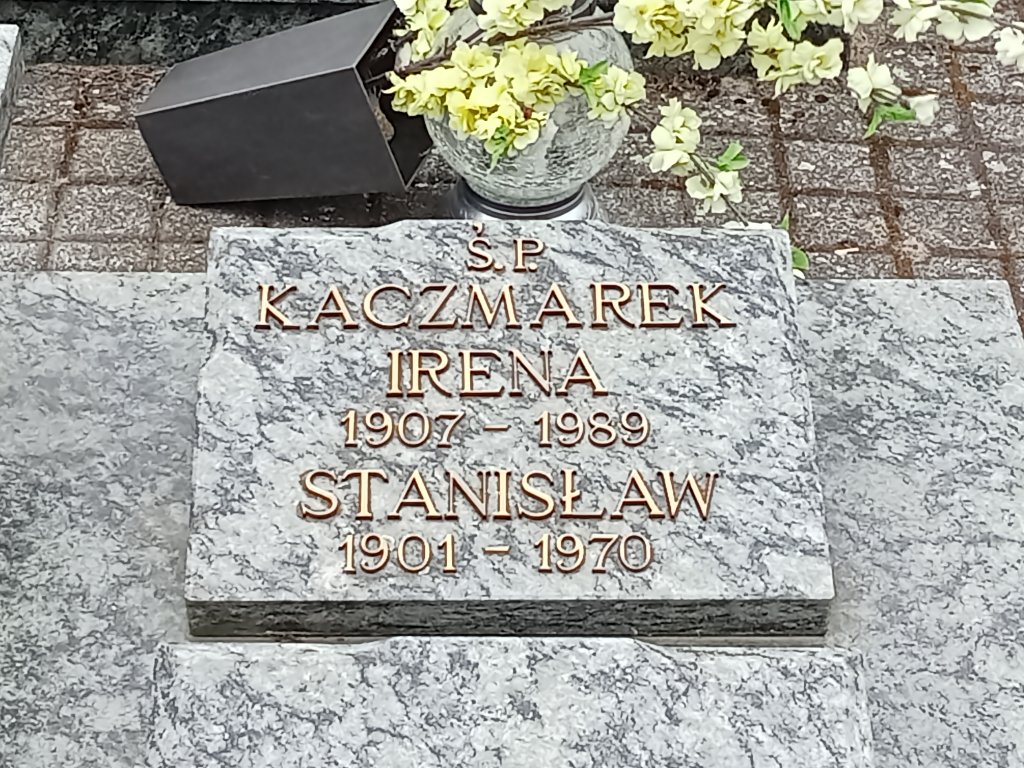 Ś.P.
KACZMAREK
IRENA
1907 - 1989
STANISŁAW
1901 - 1970